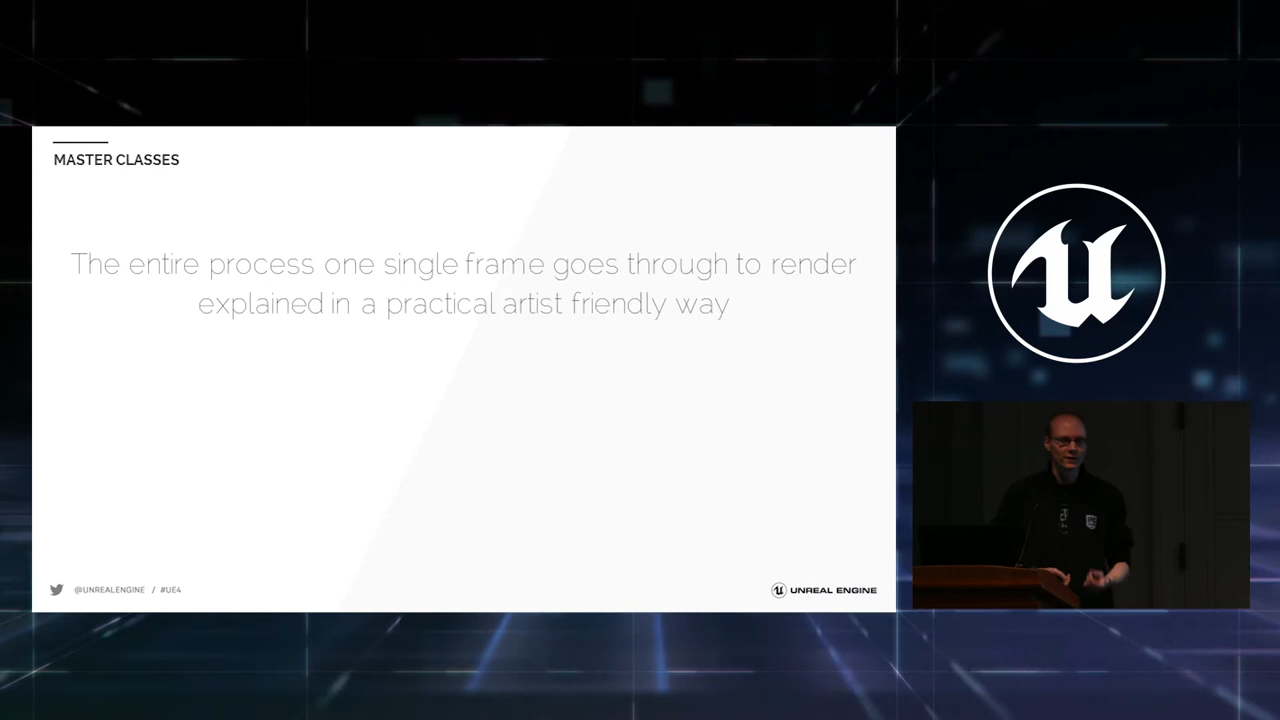 MASTER CLASSES
The entire process one single frame goes through to render
explained in a practical artist friendly way
@UNREALENGINE / #UE4
UNREAL ENGINE